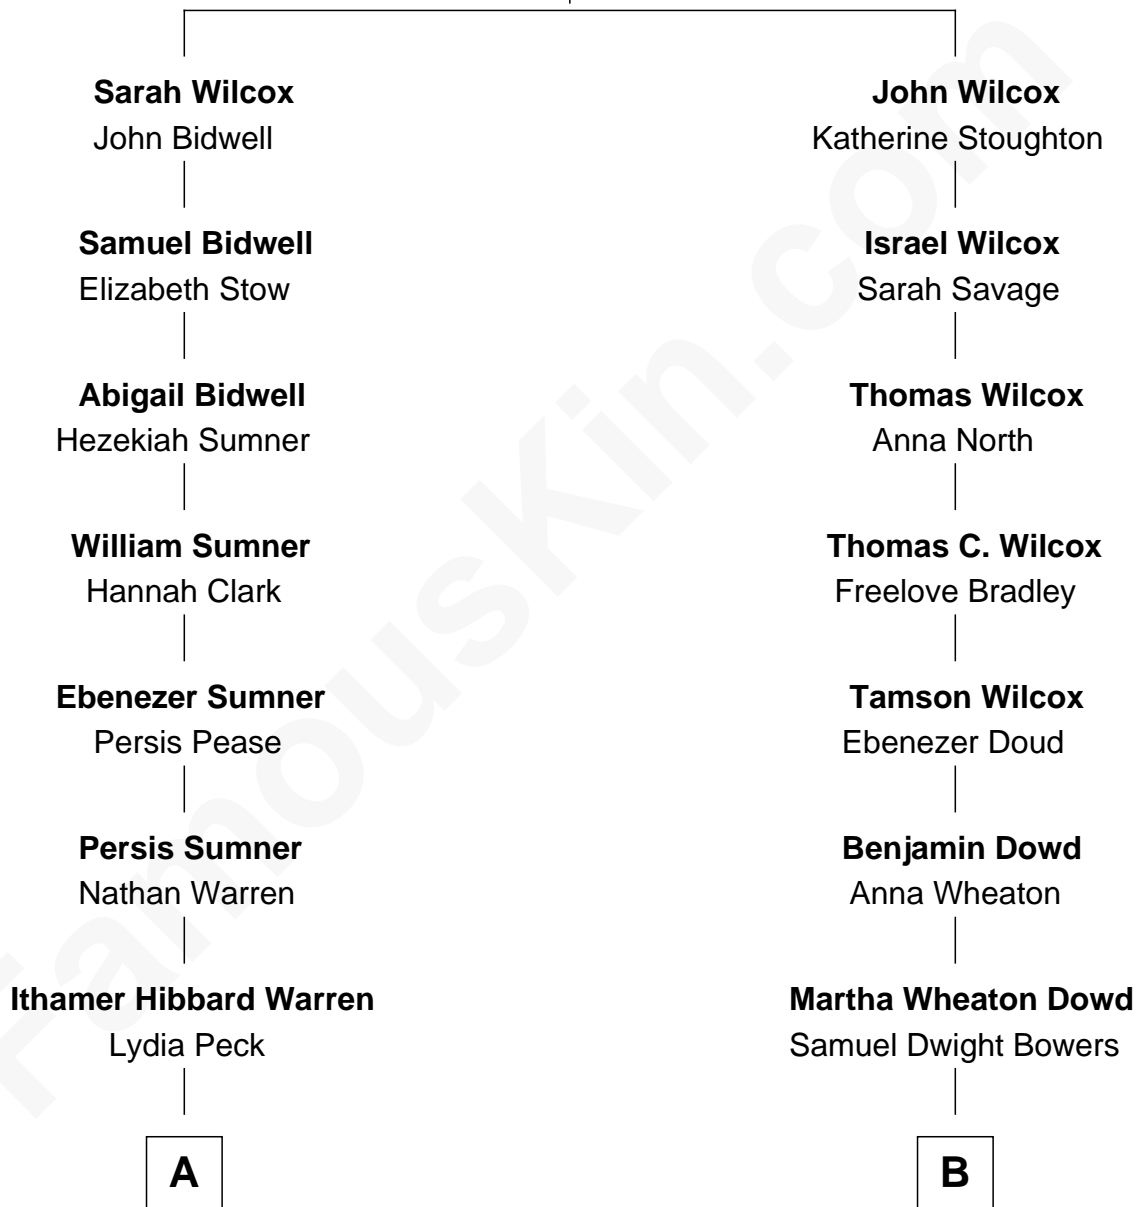 Sarah Wilcox
John Bidwell
Samuel Bidwell
Elizabeth Stow
Abigail Bidwell
Hezekiah Sumner
William Sumner
Hannah Clark
Ebenezer Sumner
Persis Pease
Persis Sumner
Nathan Warren
Ithamer Hibbard Warren
Lydia Peck
A
John Wilcox
Katherine Stoughton
Israel Wilcox
Sarah Savage
Thomas Wilcox
Anna North
Thomas C. Wilcox
Freelove Bradley
Tamson Wilcox
Ebenezer Doud
Benjamin Dowd
Anna Wheaton
Martha Wheaton Dowd
Samuel Dwight Bowers
B
FamousKin.com